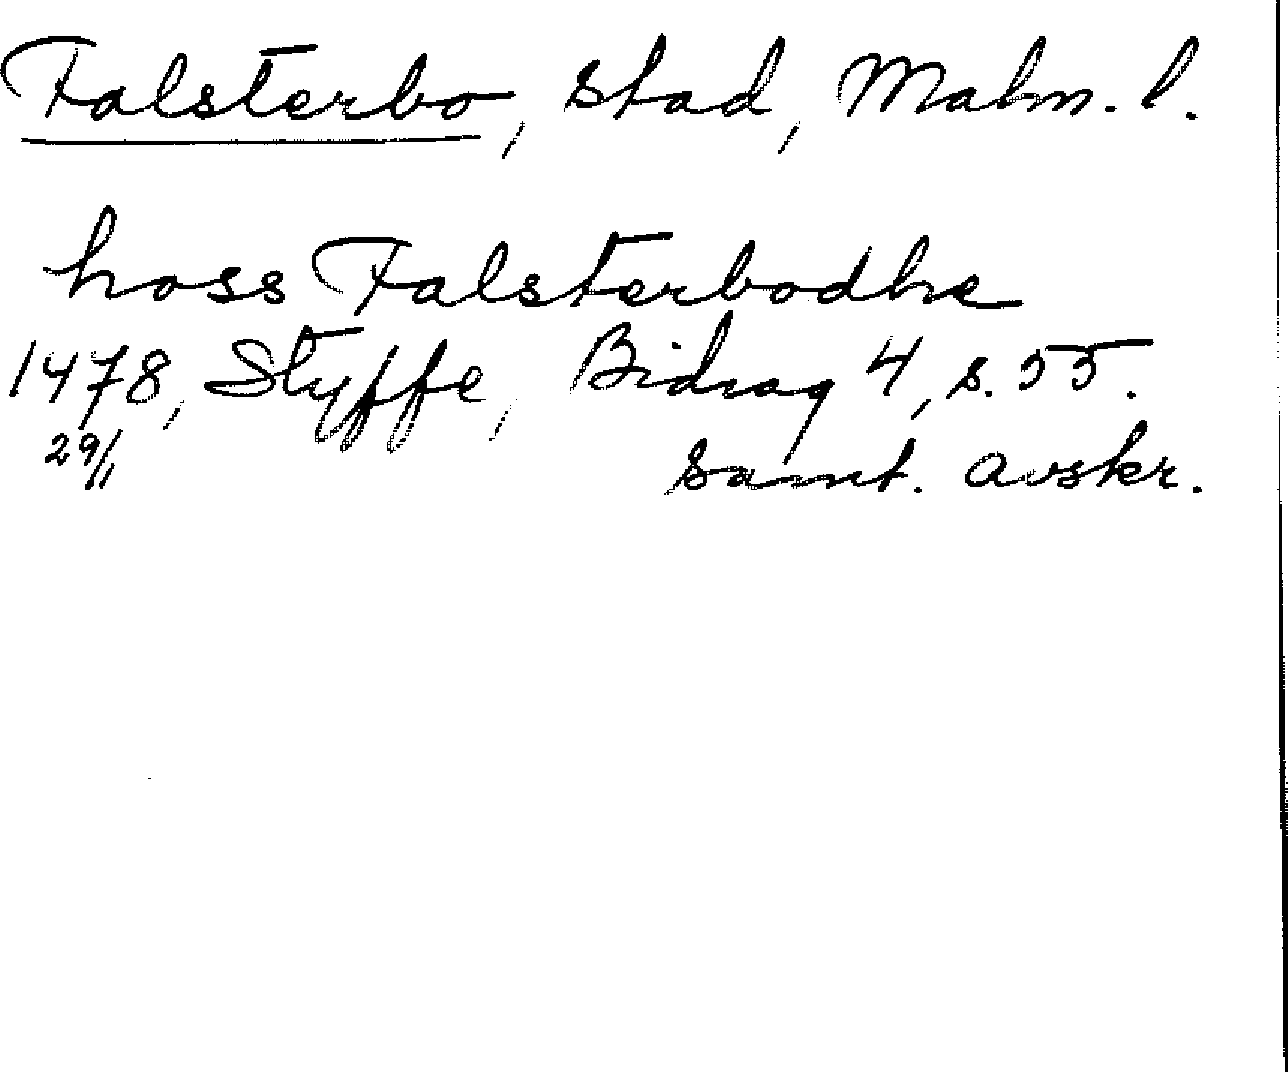 Falsterbo, stad, Malm. l.
hoss Falsterbodhe
1478, Styffe, Bidrag 4, s. 55.
29/1 samt. avskr.